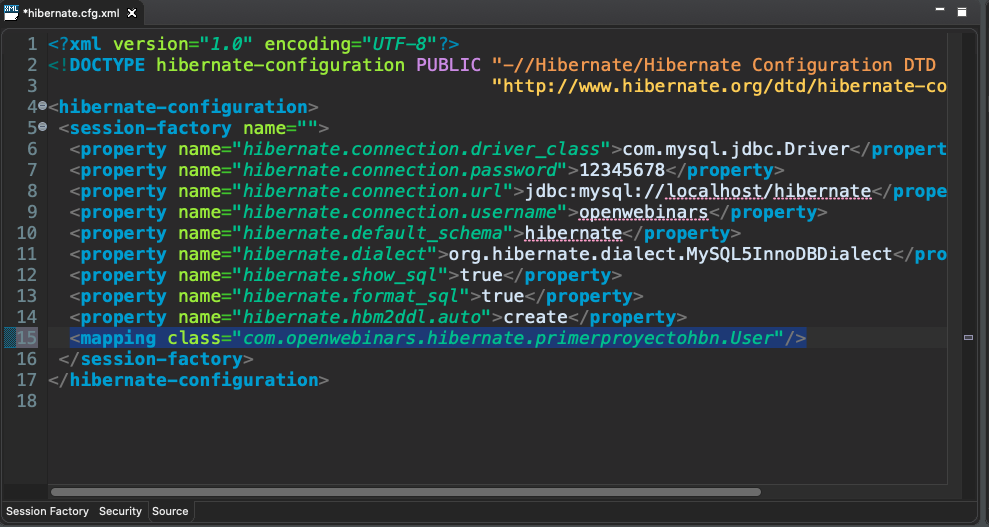 XML *hibernate.cfg.xml
1 <?xml version="1.0" encoding="UTF-8"?>
2 <!DOCTYPE hibernate-configuration PUBLIC "-//Hibernate/Hibernate Configuration DTD
3 "http://www.hibernate.org/dtd/hibernate-co
4 <hibernate-configuration>
5 <session-factory name="">
6 <property name="hibernate.connection.driver_class">com.mysql.jdbc.Driver</propert
7 <property name="hibernate.connection.password">12345678</property>
8 <property name="hibernate.connection.url">jdbc:mysql://localhost/hibernate</prope
9 <property name="hibernate.connection.username">openwebinars</property>
10 <property name="hibernate.default_schema">hibernate</property>
11 <property name="hibernate.dialect">org.hibernate.dialect.MySQL5InnoDBDialect</pro
12 <property name="hibernate.show_sql">true</property>
13 <property name="hibernate.format_sql">true</property>
14 <property name="hibernate.hbm2ddl.auto">create</property>
15 <mapping class="com.openwebinars.hibernate.primerproyectohbn.User"/>
16 </session-factory>
17 </hibernate-configuration>
18
Session Factory Security Source